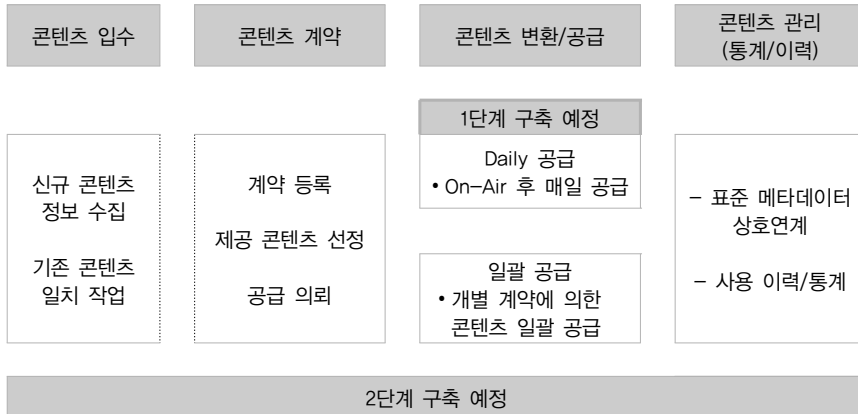 콘텐츠 입수
콘텐츠 계약
콘텐츠 변환/공급
콘텐츠 관리
(통계/이력)
신규 콘텐츠
정보 수집
기존 콘텐츠
일치 작업
계약 등록
제공 콘텐츠 선정
공급 의뢰
1단계 구축 예정
Daily 공급
• On-Air 후 매일 공급
일괄 공급
• 개별 계약에 의한
콘텐츠 일괄 공급
- 표준 메타데이터
상호연계
- 사용 이력/통계
2단계 구축 예정